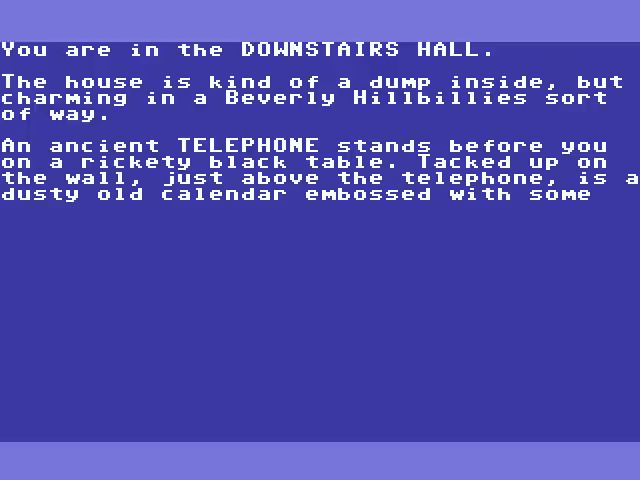 You are in the DOWNSTAIRS HALL.
The house is kind of a dump inside, but
charming in a Beverly Hillbillies sort
of way.
An ancient TELEPHONE stands before you
on a rickety black table. Tacked up on
the wall, just above the telephone, is a
dusty old calendar embossed with some